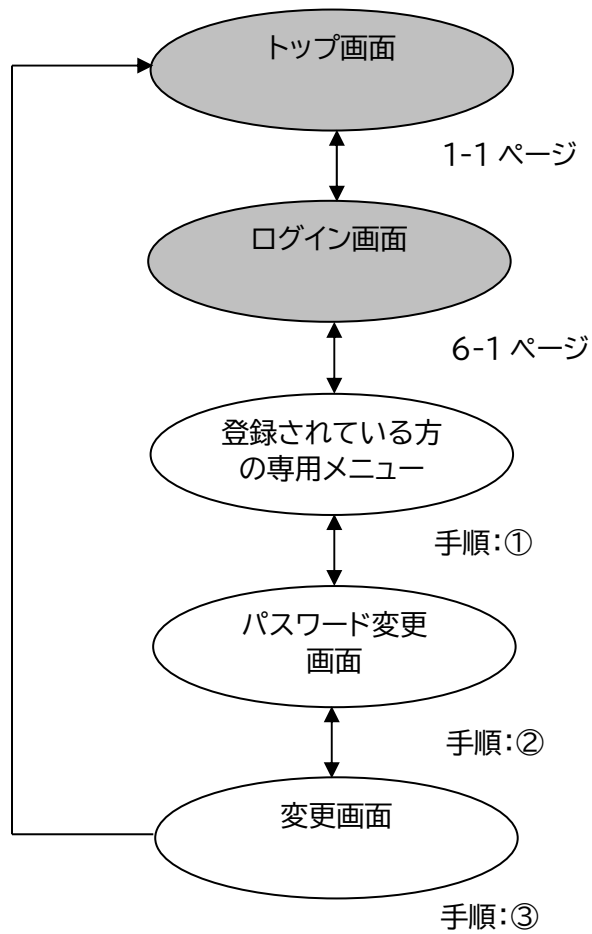 トップ画面
1-1 ページ
ログイン画面
6-1 ページ
登録されている方
の専用メニュー
手順：①
パスワード変更
画面
手順：②
変更画面
手順：③